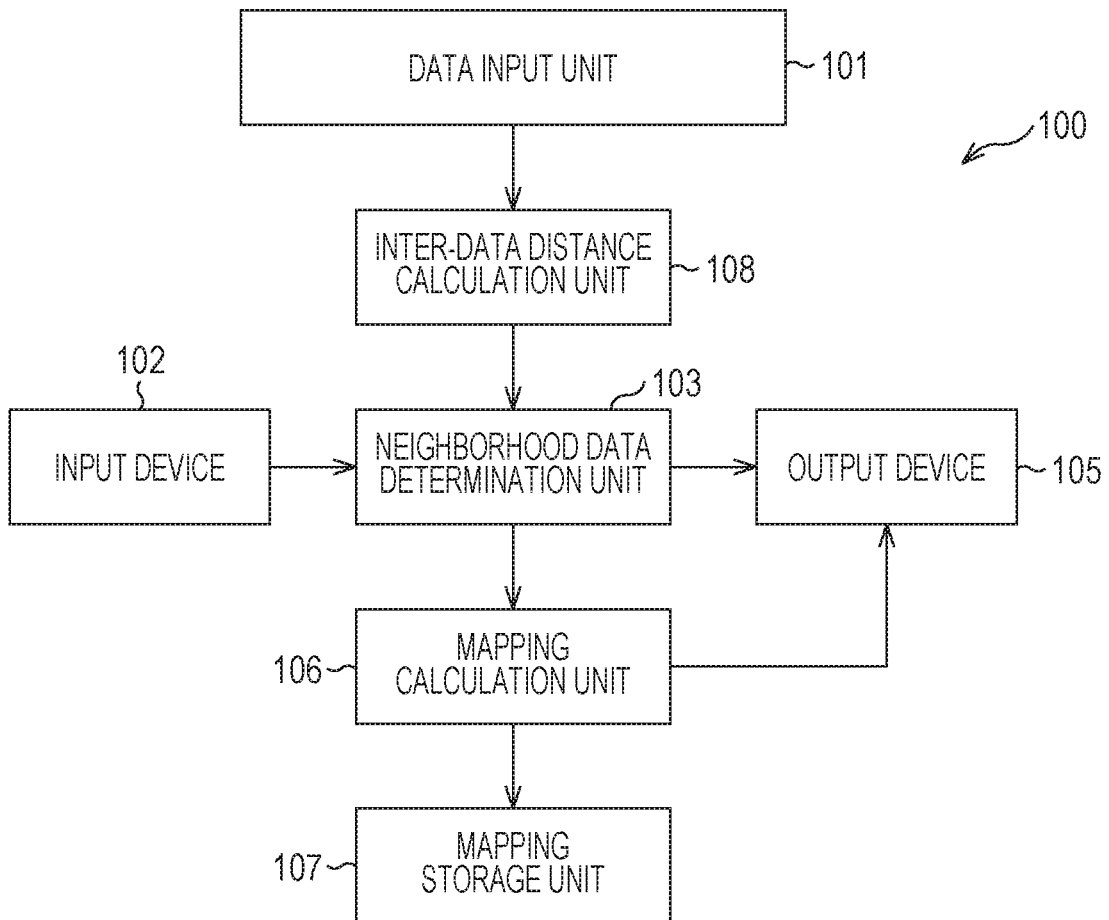 DATA INPUT UNIT
101
100
INTER-DATA DISTANCE
CALCULATION UNIT
108
102
103
INPUT DEVICE
NEIGHBORHOOD DATA
DETERMINATION UNIT
OUTPUT DEVICE
105
106
MAPPING
CALCULATION UNIT
107
MAPPING
STORAGE UNIT